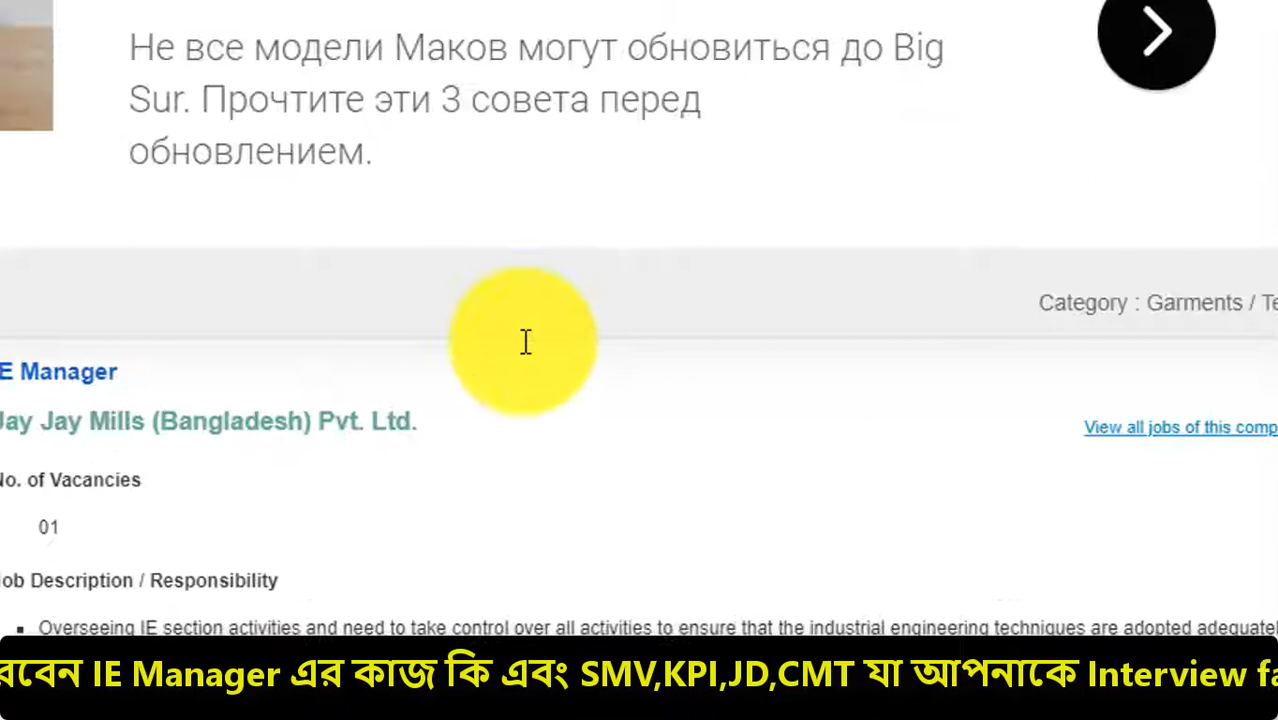 Не все модели Маков могут обновиться до Big
Sur. Прочтите эти 3 совета перед
обновлением.
Category : Garments / Te
IE Manager
Jay Jay Mills (Bangladesh) Pvt. Ltd.
View all jobs of this comp
No. of Vacancies
01
Job Description / Responsibility
▪ Overseeing IE section activities and need to take control over all activities to ensure that the industrial engineering techniques are adopted adequatel
রবেন IE Manager এর কাজ কি এবং SMV,KPI,JD,CMT যা আপনাকে Interview fa